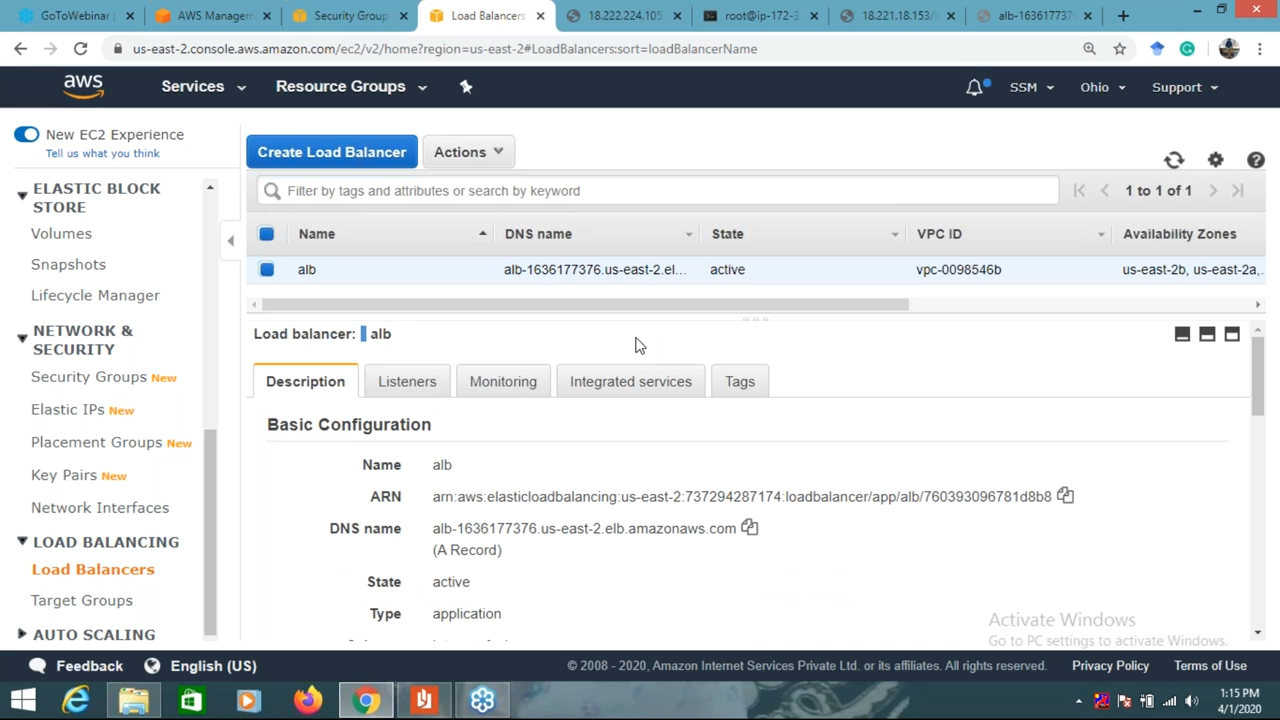 GoToWebinar
AWS Managem
Security Group
Load Balancers
18.222.224.105
root@ip-172-3
18.221.18.153/
alb-1636177376
us-east-2.console.aws.amazon.com/ec2/v2/home?region=us-east-2#LoadBalancers:sort=loadBalancerName
aws Services Resource Groups SSM Ohio Support
New EC2 Experience
Tell us what you think
ELASTIC BLOCK
STORE
Volumes
Snapshots
Lifecycle Manager
NETWORK &
SECURITY
Security Groups New
Elastic IPs New
Placement Groups New
Key Pairs New
Network Interfaces
LOAD BALANCING
Load Balancers
Target Groups
AUTO SCALING
Create Load Balancer Actions
Filter by tags and attributes or search by keyword 1 to 1 of 1
Name DNS name State VPC ID Availability Zones
alb alb-1636177376.us-east-2.el... active vpc-0098546b us-east-2b, us-east-2a,..
Load balancer: alb
Description Listeners Monitoring Integrated services Tags
Basic Configuration
Name alb
ARN arn:aws:elasticloadbalancing:us-east-2:737294287174:loadbalancer/app/alb/760393096781d8b8
DNS name alb-1636177376.us-east-2.elb.amazonaws.com
(A Record)
State active
Type application
Activate Windows
Go to PC settings to activate Windows.
Feedback English (US) © 2008 - 2020, Amazon Internet Services Private Ltd. or its affiliates. All rights reserved. Privacy Policy Terms of Use
1:15 PM
4/1/2020